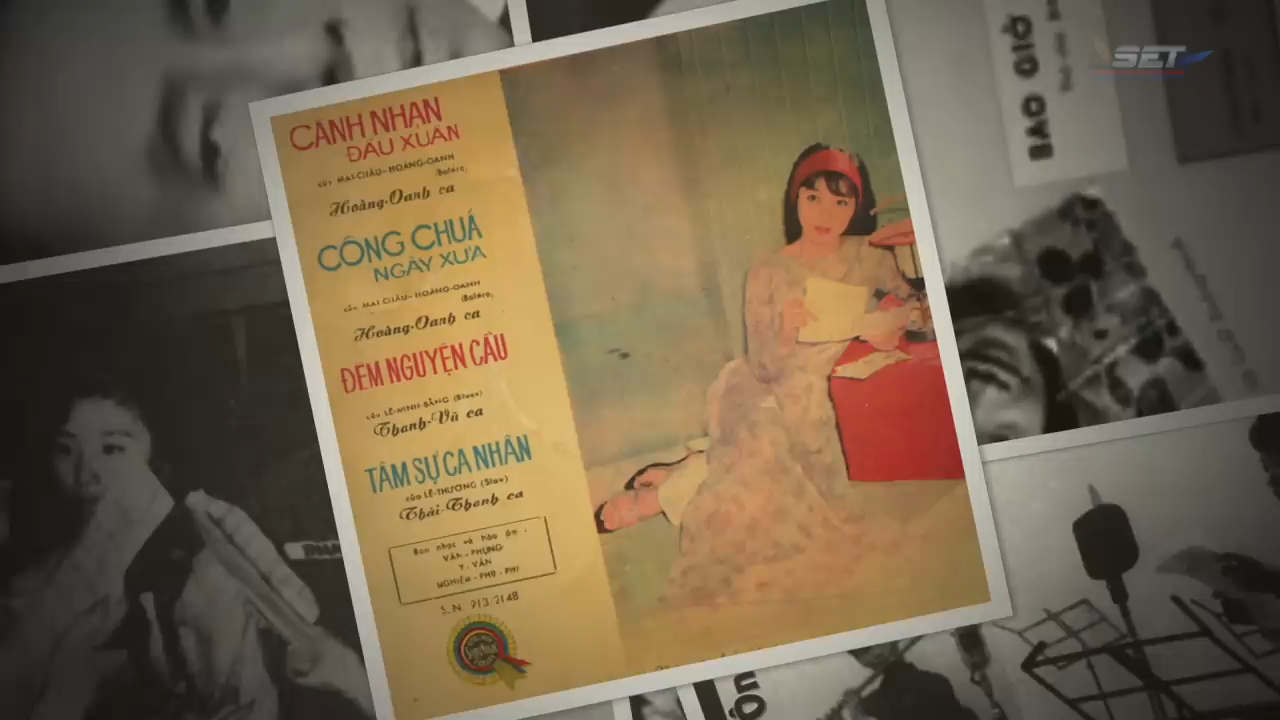 CÁNH NHẠN
ĐẦU XUÂN
của MAI-CHÂU-HOÀNG-OANH
(Boléro)
Hoàng-Oanh ca
CÔNG CHUÁ
NGÀY XƯA
của MAI CHÂU-HOÀNG-OANH
(Boléro)
Hoàng-Oanh ca
ĐÊM NGUYỆN CẦU
của LÊ-MINH-BẰNG (Blues)
Thanh-Vũ ca
TÂM SỰ CA NHÂN
của LÊ-THƯƠNG (Slow)
Thái-Thanh ca
Ban nhạc và hòa âm
VĂN-PHỤNG
Y-VÂN
NGHIÊM-PHÚ-PHI
S.N. 913/2148
SET
BAO GIỜ